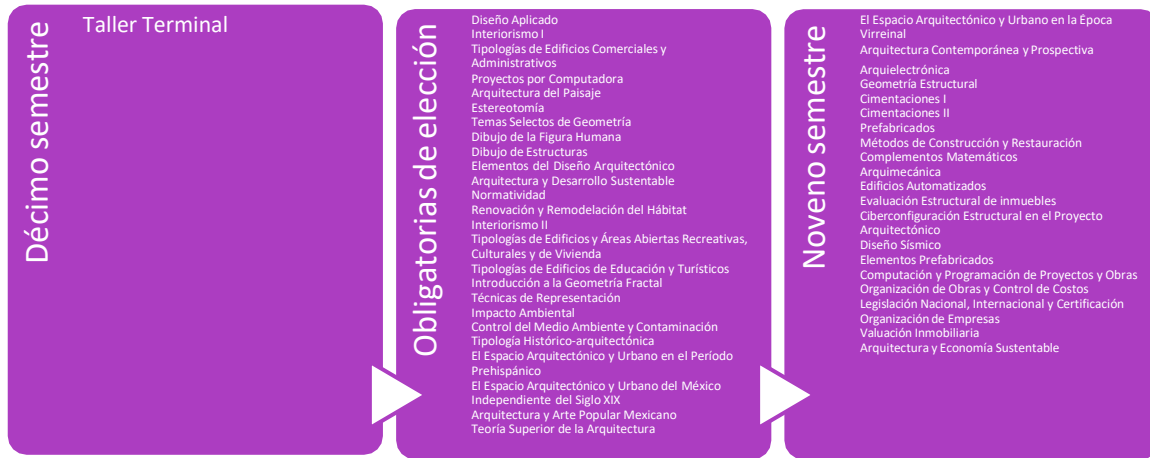 Décimo semestre
Taller Terminal
Obligatorias de elección
Diseño Aplicado
Interiorismo I
Tipologías de Edificios Comerciales y
Administrativos
Proyectos por Computadora
Arquitectura del Paisaje
Estereotomía
Temas Selectos de Geometría
Dibujo de la Figura Humana
Dibujo de Estructuras
Elementos del Diseño Arquitectónico
Arquitectura y Desarrollo Sustentable
Normatividad
Renovación y Remodelación del Hábitat
Interiorismo II
Tipologías de Edificios y Áreas Abiertas Recreativas,
Culturales y de Vivienda
Tipologías de Edificios de Educación y Turísticos
Introducción a la Geometría Fractal
Técnicas de Representación
Impacto Ambiental
Control del Medio Ambiente y Contaminación
Tipología Histórico-arquitectónica
El Espacio Arquitectónico y Urbano en el Período
Prehispánico
El Espacio Arquitectónico y Urbano del México
Independiente del Siglo XIX
Arquitectura y Arte Popular Mexicano
Teoría Superior de la Arquitectura
Noveno semestre
El Espacio Arquitectónico y Urbano en la Época
Virreinal
Arquitectura Contemporánea y Prospectiva
Arquielectrónica
Geometría Estructural
Cimentaciones I
Cimentaciones II
Prefabricados
Métodos de Construcción y Restauración
Complementos Matemáticos
Arquimecánica
Edificios Automatizados
Evaluación Estructural de inmuebles
Ciberconfiguración Estructural en el Proyecto
Arquitectónico
Diseño Sísmico
Elementos Prefabricados
Computación y Programación de Proyectos y Obras
Organización de Obras y Control de Costos
Legislación Nacional, Internacional y Certificación
Organización de Empresas
Valuación Inmobiliaria
Arquitectura y Economía Sustentable